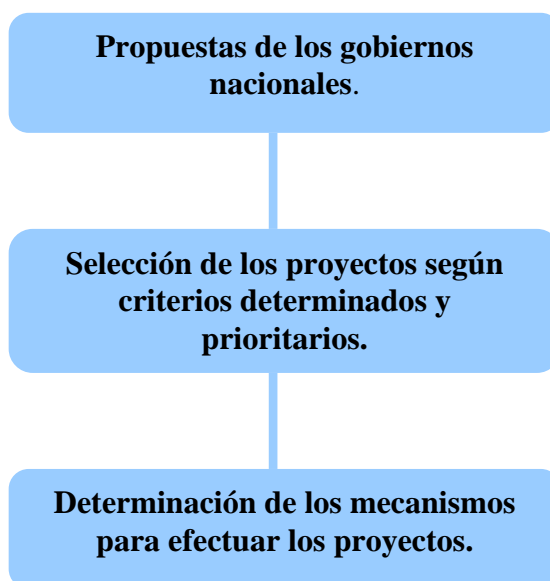 Propuestas de los gobiernos
nacionales.
Selección de los proyectos según
criterios determinados y
prioritarios.
Determinación de los mecanismos
para efectuar los proyectos.